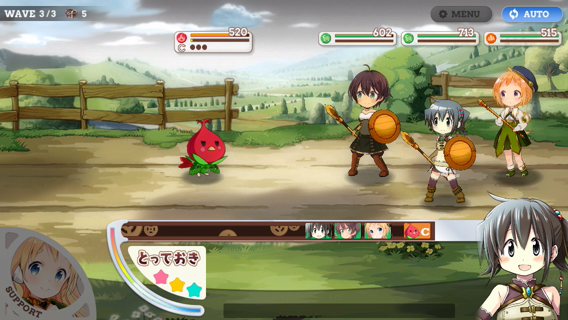 WAVE 3/3 5
MENU
AUTO
520
C
602
713
515
C
とっておき
SUPPORT